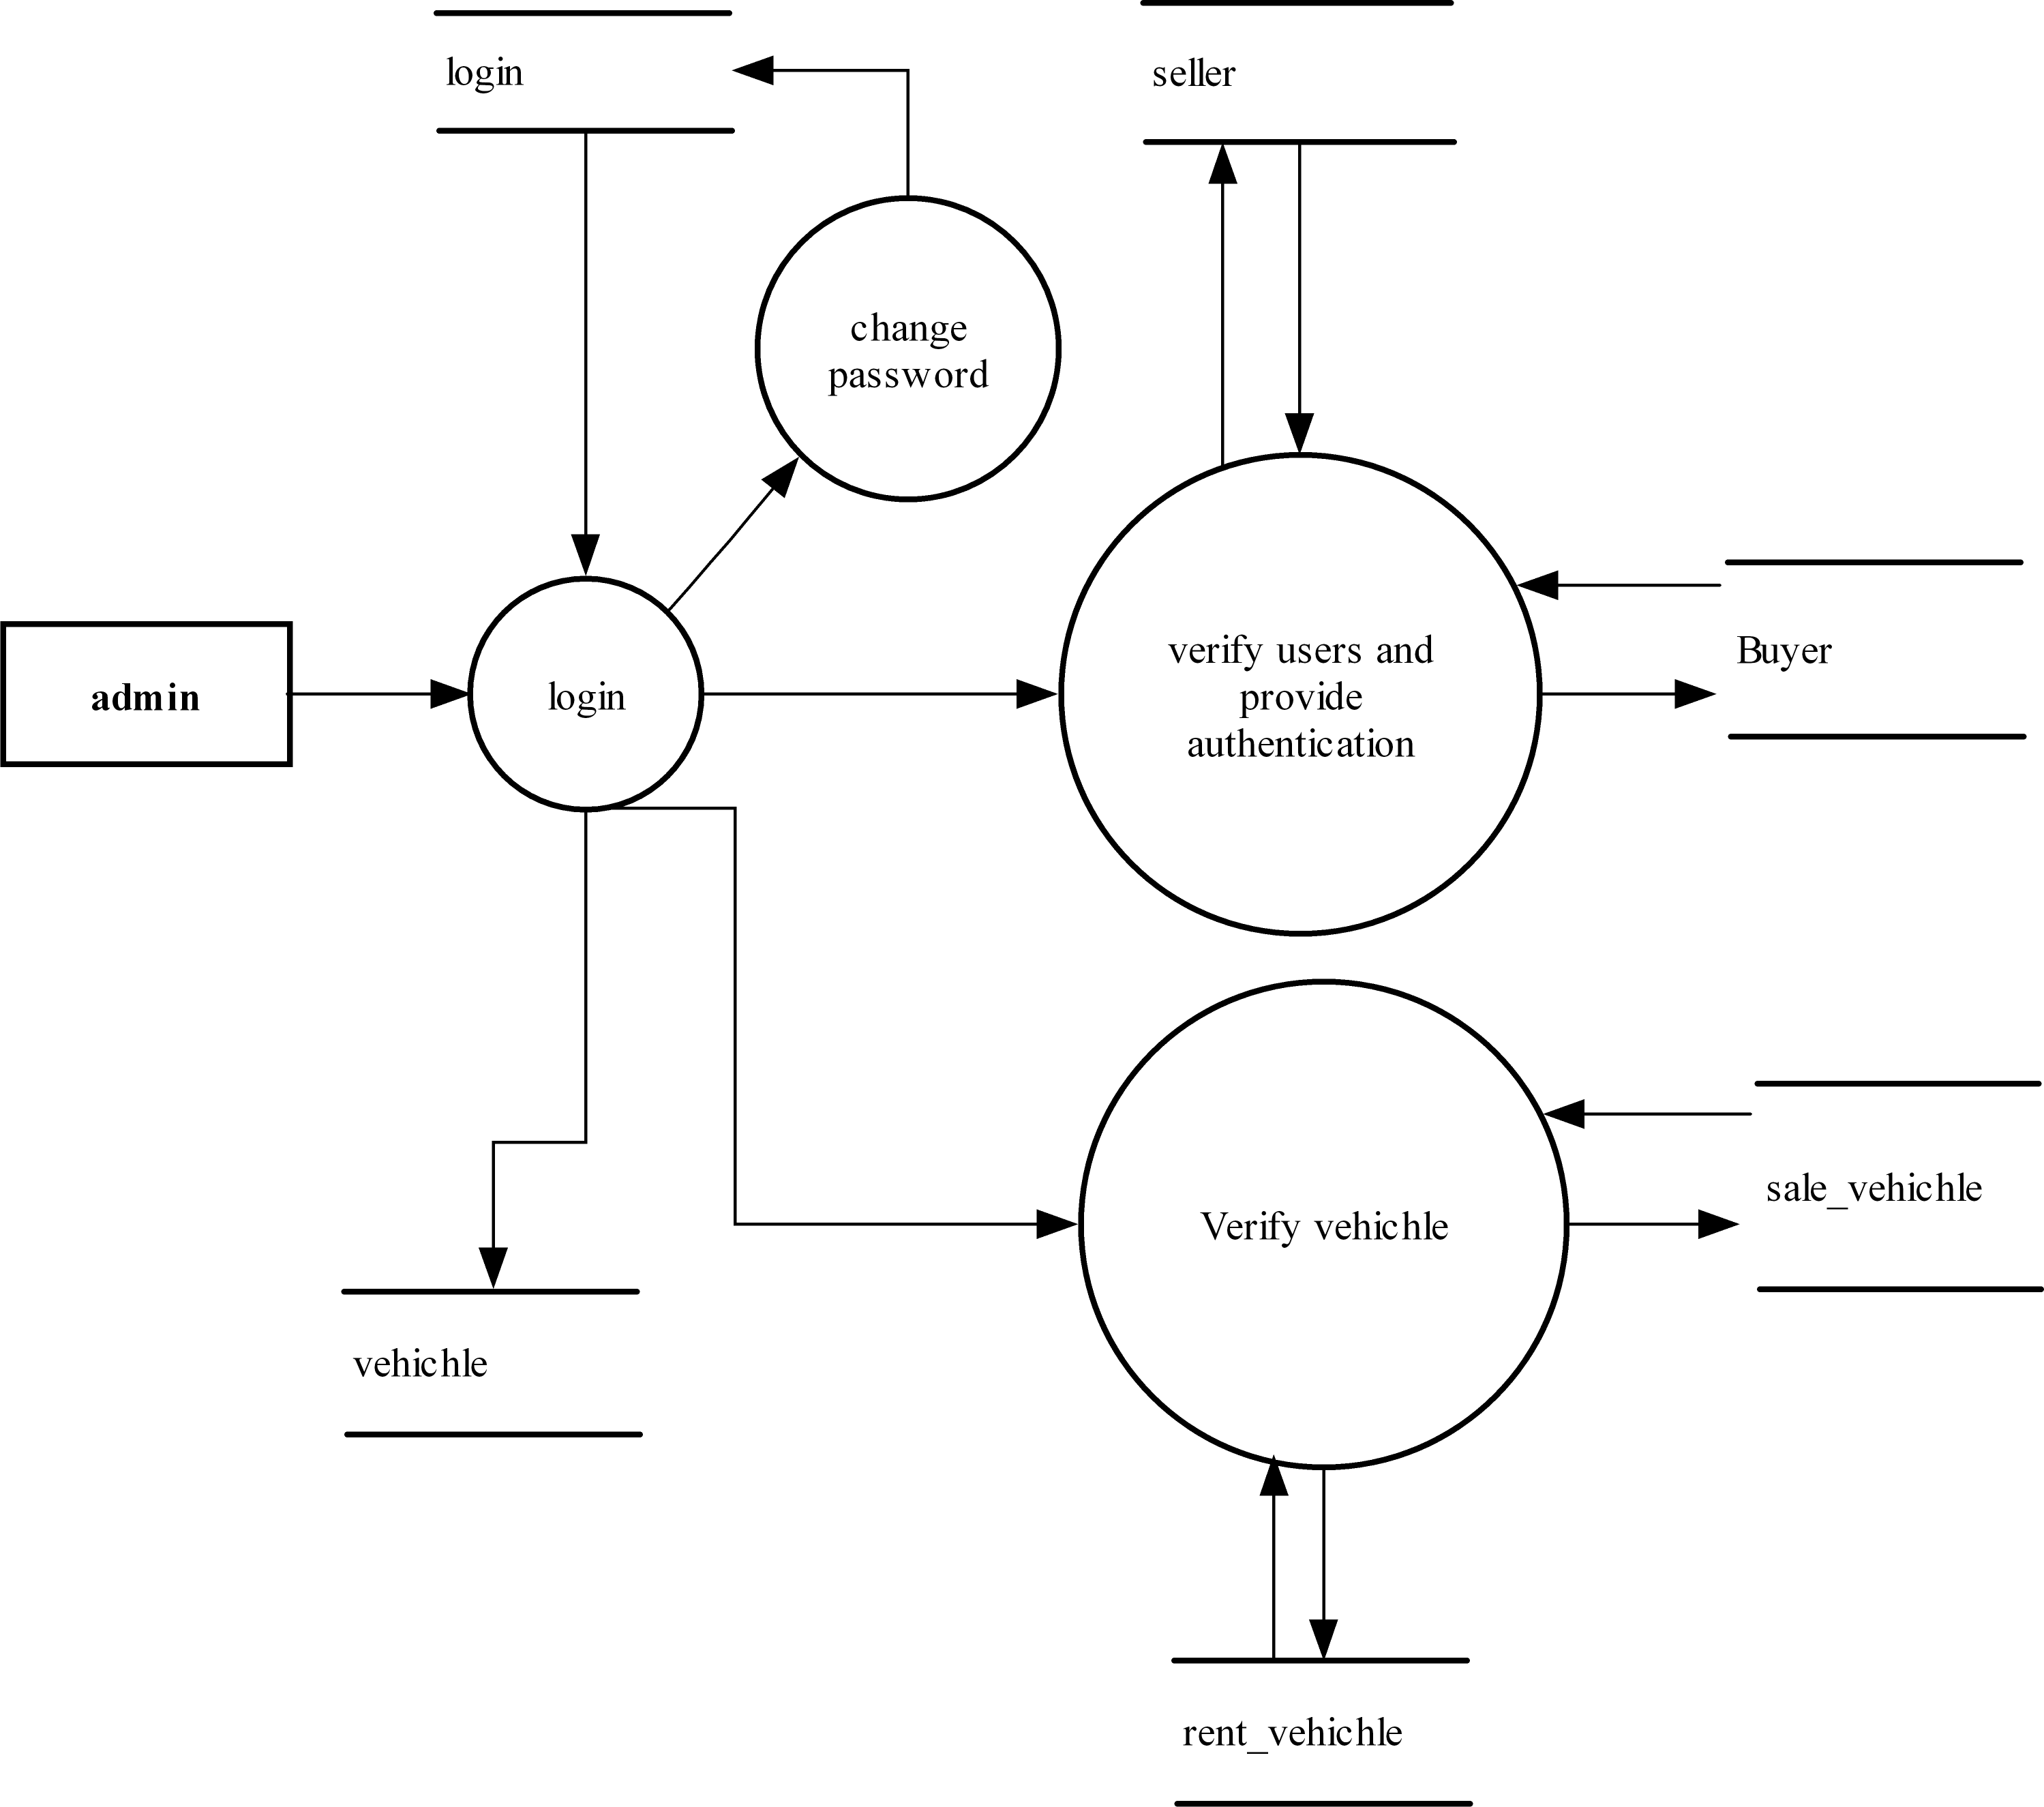 login
seller
change
password
admin
login
verify users and
provide
authentication
Buyer
sale_vehichle
Verify vehichle
vehichle
rent_vehichle